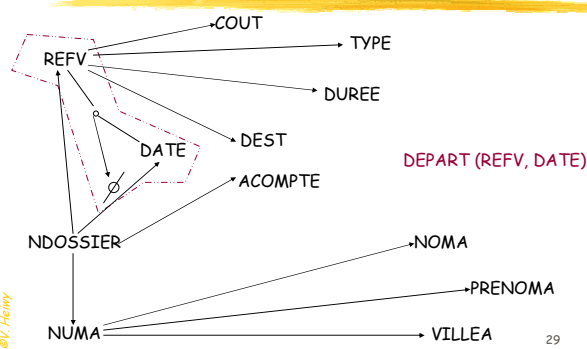 COUT
TYPE
REFV
DUREE
DEST
DATE
DEPART (REFV, DATE)
ACOMPTE
NDOSSIER
NOMA
PRENOMA
NUMA
VILLEA
29
©V. Heiwy